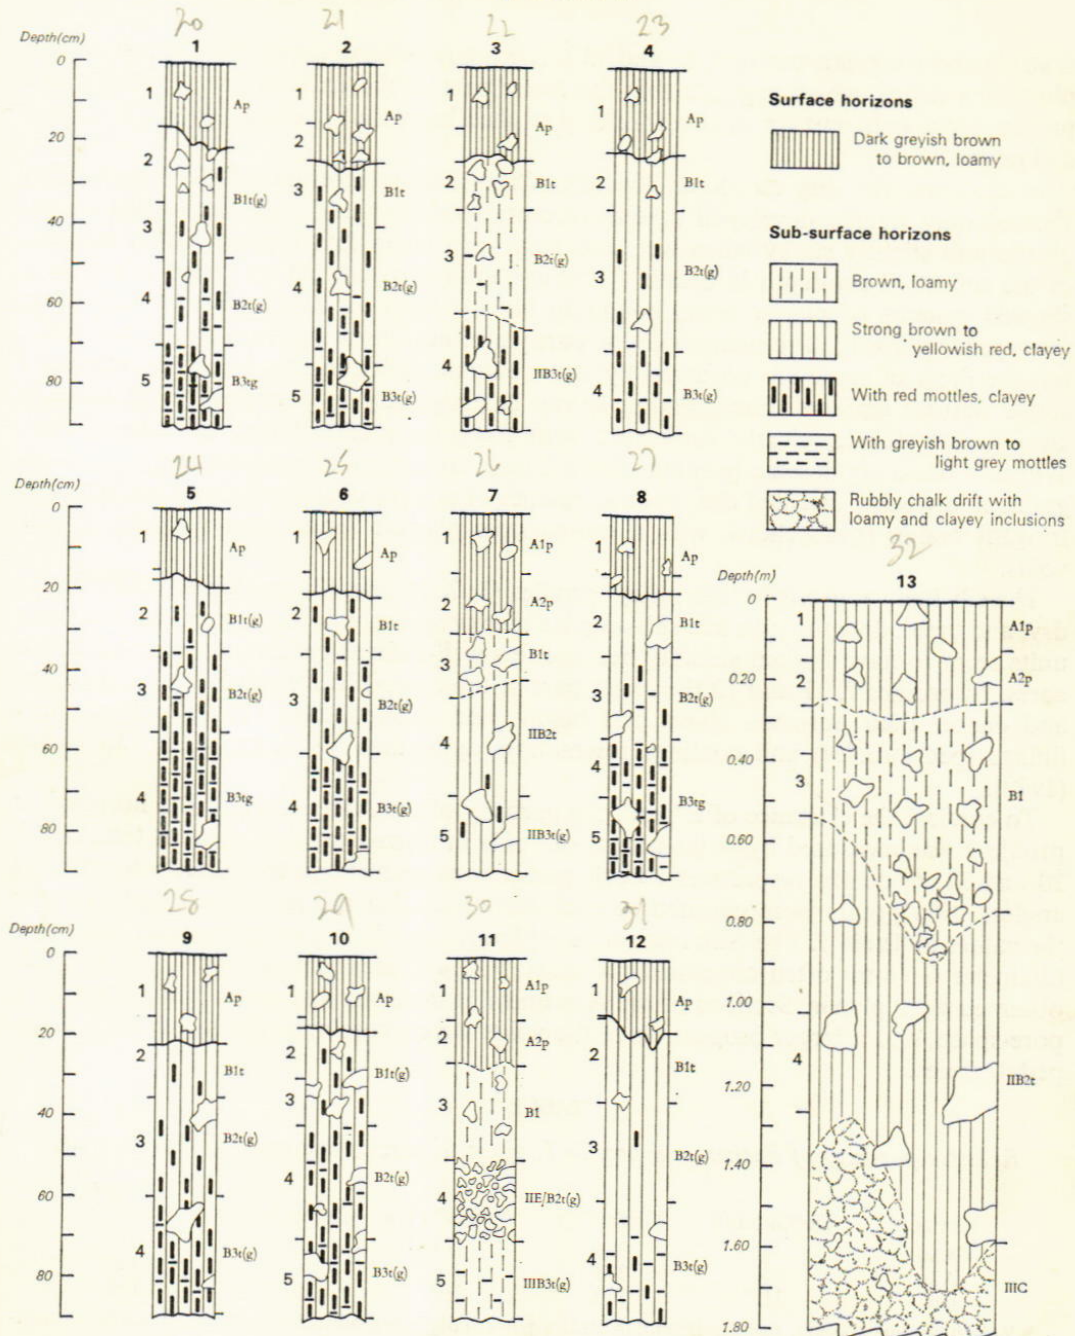 20 21 22 23
Depth(cm) 1 2 3 4
0
20
40
60
80
1 Ap
2 B1t(g)
3
4 B2t(g)
5 B3tg
1 Ap
2
3 B1t
4 B2t(g)
5 B3t(g)
1 Ap
2 B1t
3 B2t(g)
4 IIB3t(g)
1 Ap
2 B1t
3 B2t(g)
4 B3t(g)
Surface horizons
Dark greyish brown
to brown, loamy
Sub-surface horizons
Brown, loamy
Strong brown to
yellowish red, clayey
With red mottles, clayey
With greyish brown to
light grey mottles
Rubbly chalk drift with
loamy and clayey inclusions
24 25 26 27
Depth(cm) 5 6 7 8
0
20
40
60
80
1 Ap
2 B1t(g)
3 B2t(g)
4 B3tg
1 Ap
2 B1t
3 B2t(g)
4 B3t(g)
1 A1p
2 A2p
3 B1t
4 IIB2t
5 IIB3t(g)
1 Ap
2 B1t
3 B2t(g)
4
5 B3tg
32
Depth(m) 13
0
0.20
0.40
0.60
0.80
1.00
1.20
1.40
1.60
1.80
1 A1p
2 A2p
3 B1
4 IIB2t
IIIC
28 29 30 31
Depth(cm) 9 10 11 12
0
20
40
60
80
1 Ap
2 B1t
3 B2t(g)
4 B3t(g)
1 Ap
2 B1t(g)
3
4 B2t(g)
5 B3t(g)
1 A1p
2 A2p
3 B1
4 IIE/B2t(g)
5 IIIB3t(g)
1 Ap
2 B1t
3 B2t(g)
4 B3t(g)